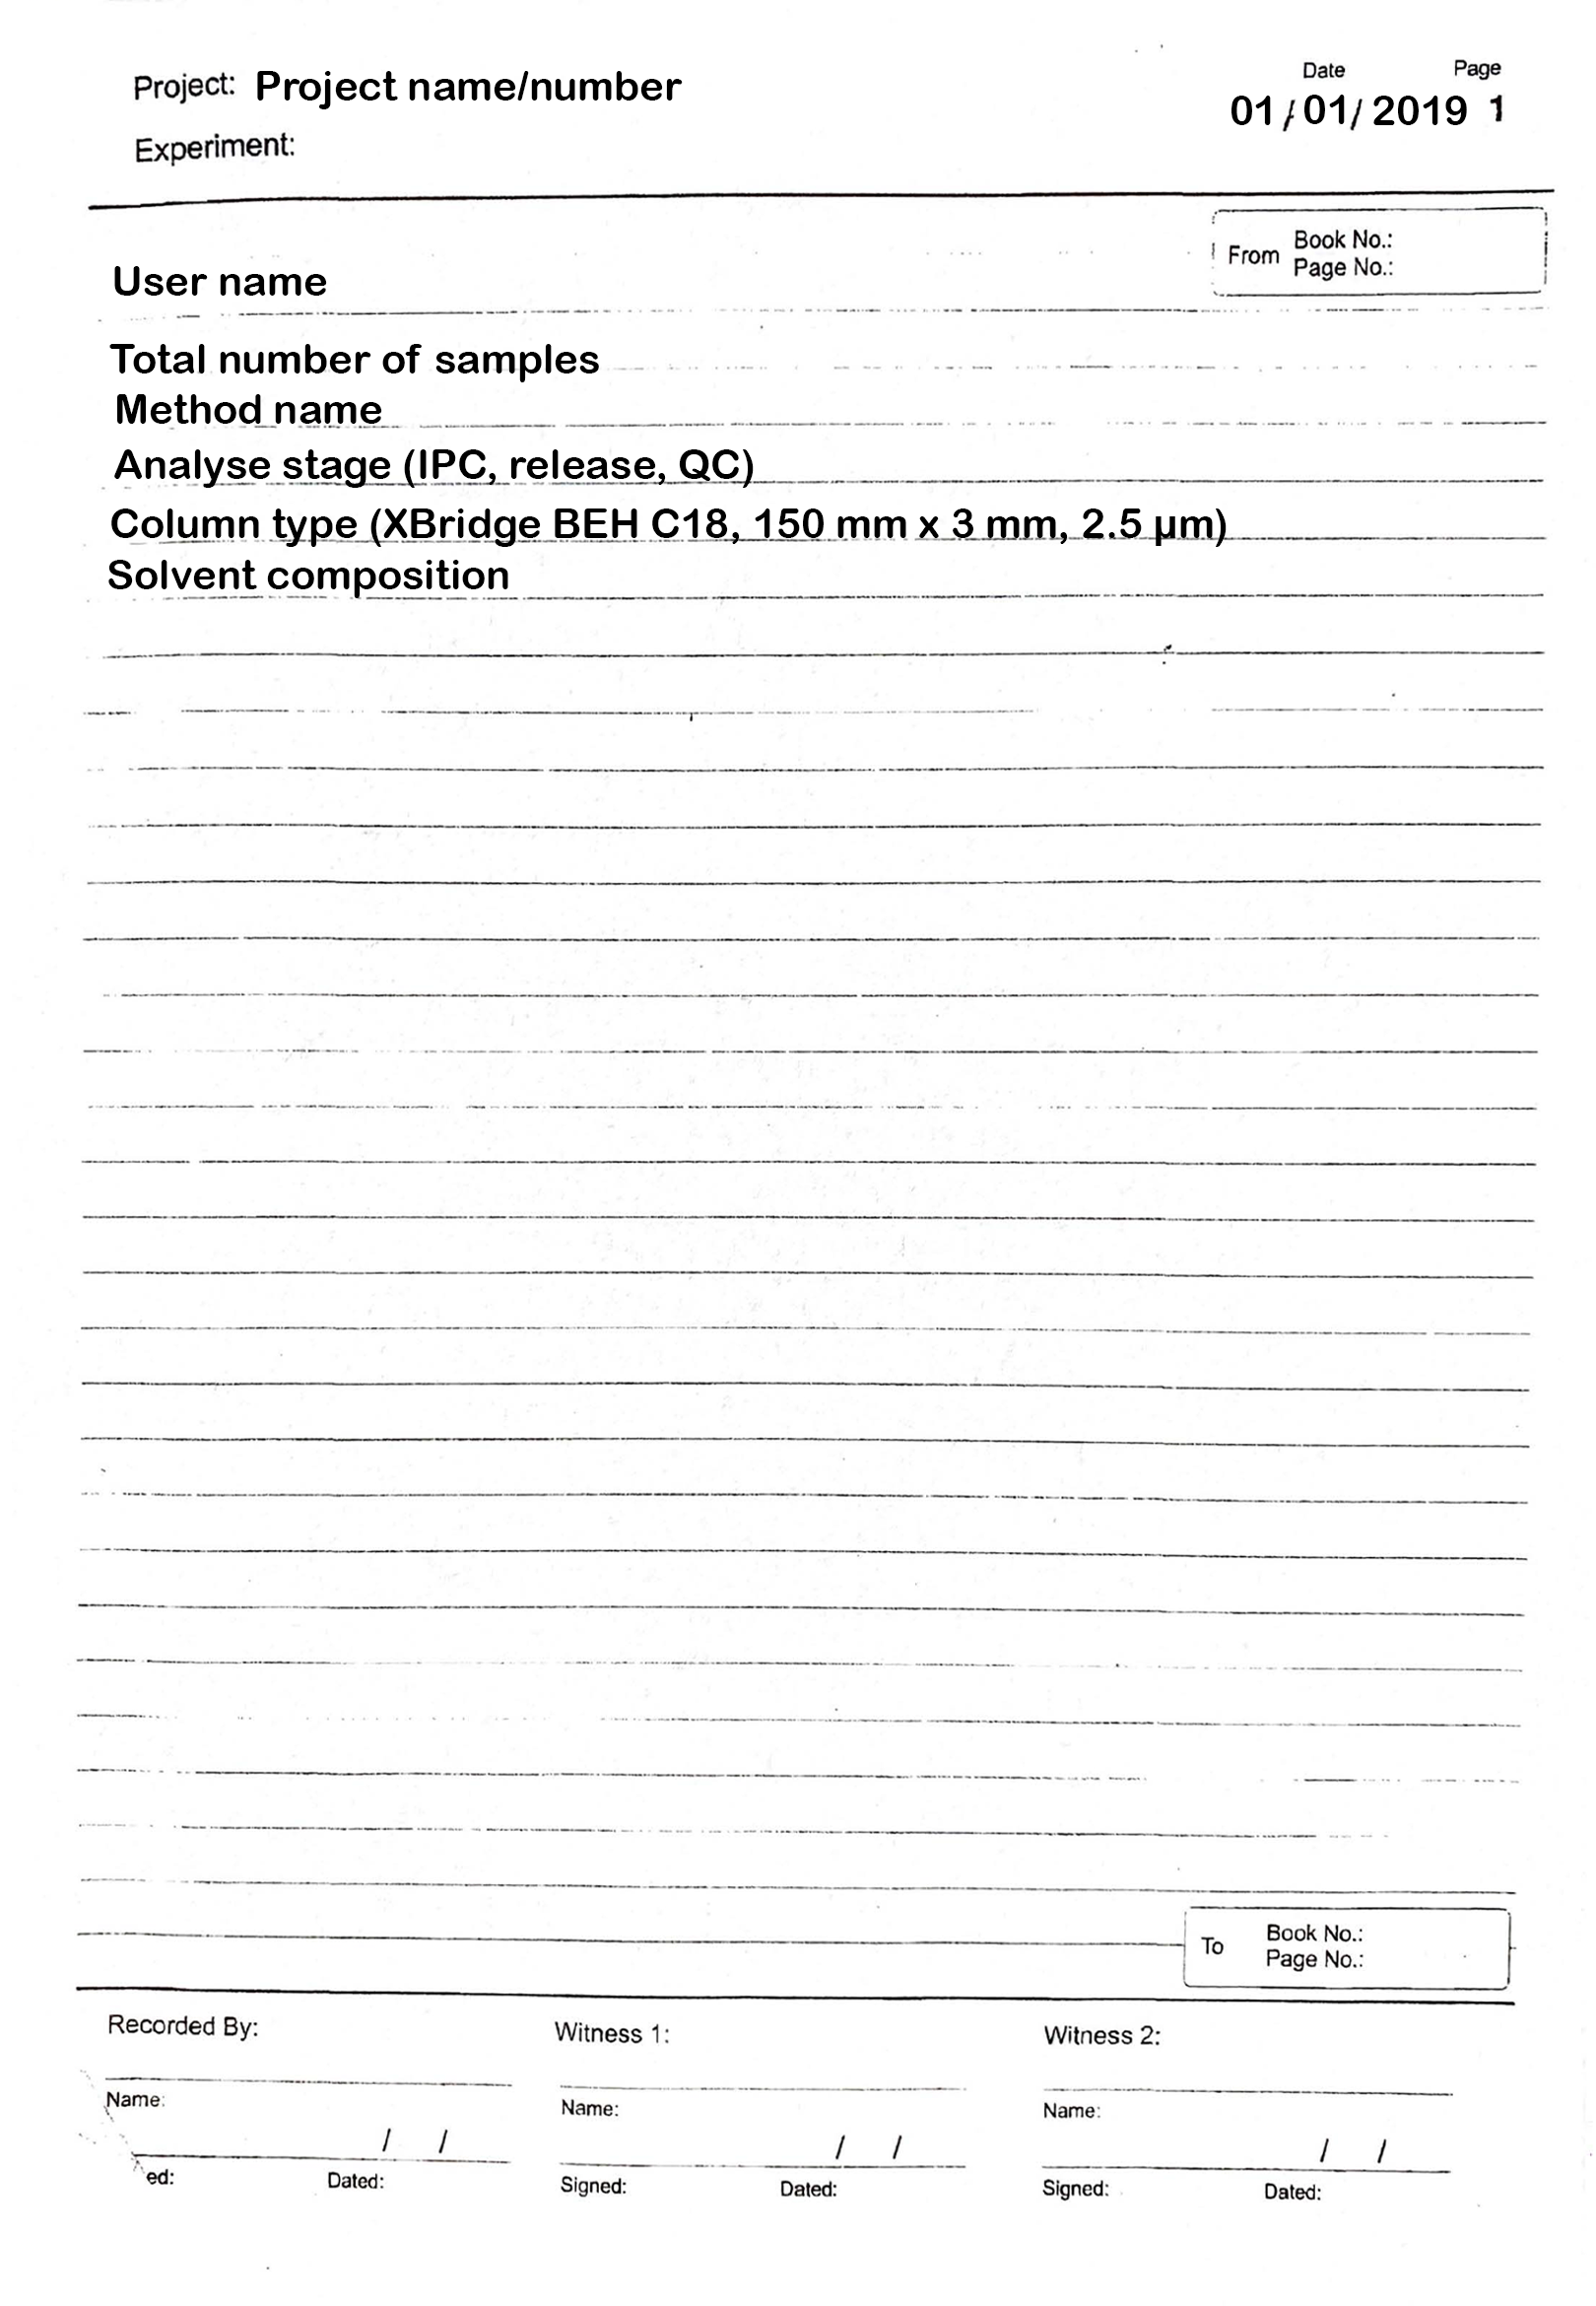 Project: Project name/number
Date Page
01/01/2019 1
Experiment:
From Book No.:
Page No.:
User name
Total number of samples
Method name
Analyse stage (IPC, release, QC)
Column type (XBridge BEH C18, 150 mm x 3 mm, 2.5 µm)
Solvent composition
To Book No.:
Page No.:
Recorded By: Witness 1: Witness 2:
Name: Name: Name:
/ / / / / /
ed: Dated: Signed: Dated: Signed: Dated: